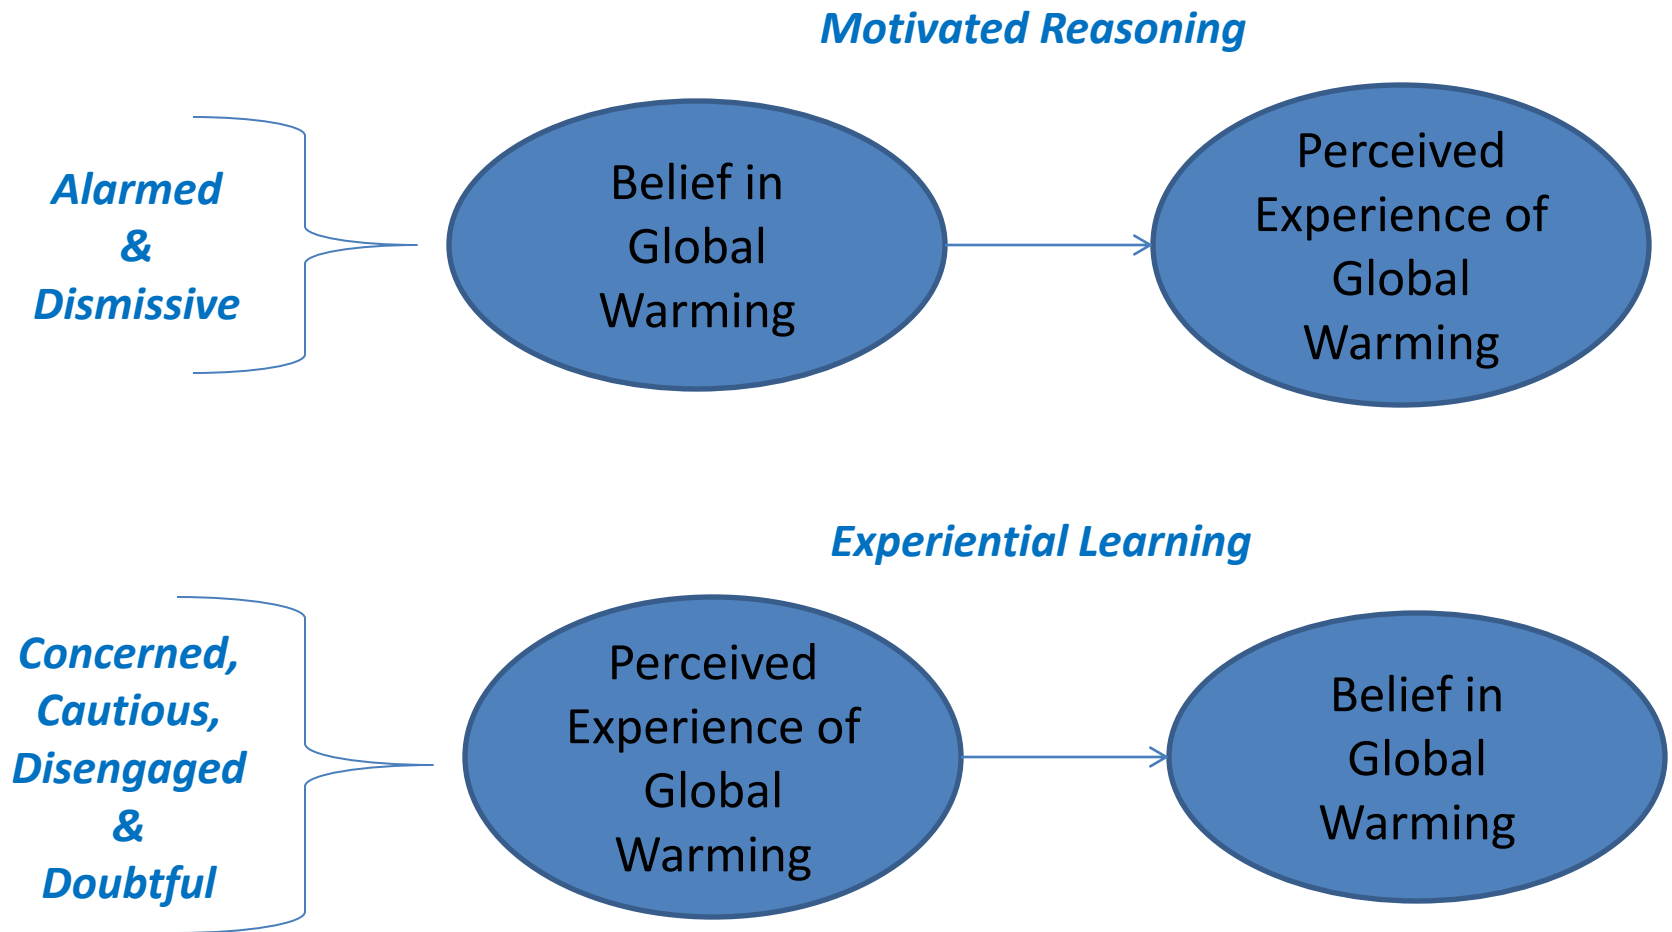 Motivated Reasoning
Alarmed
&
Dismissive
Belief in
Global
Warming
Perceived
Experience of
Global
Warming
Experiential Learning
Concerned,
Cautious,
Disengaged
&
Doubtful
Perceived
Experience of
Global
Warming
Belief in
Global
Warming